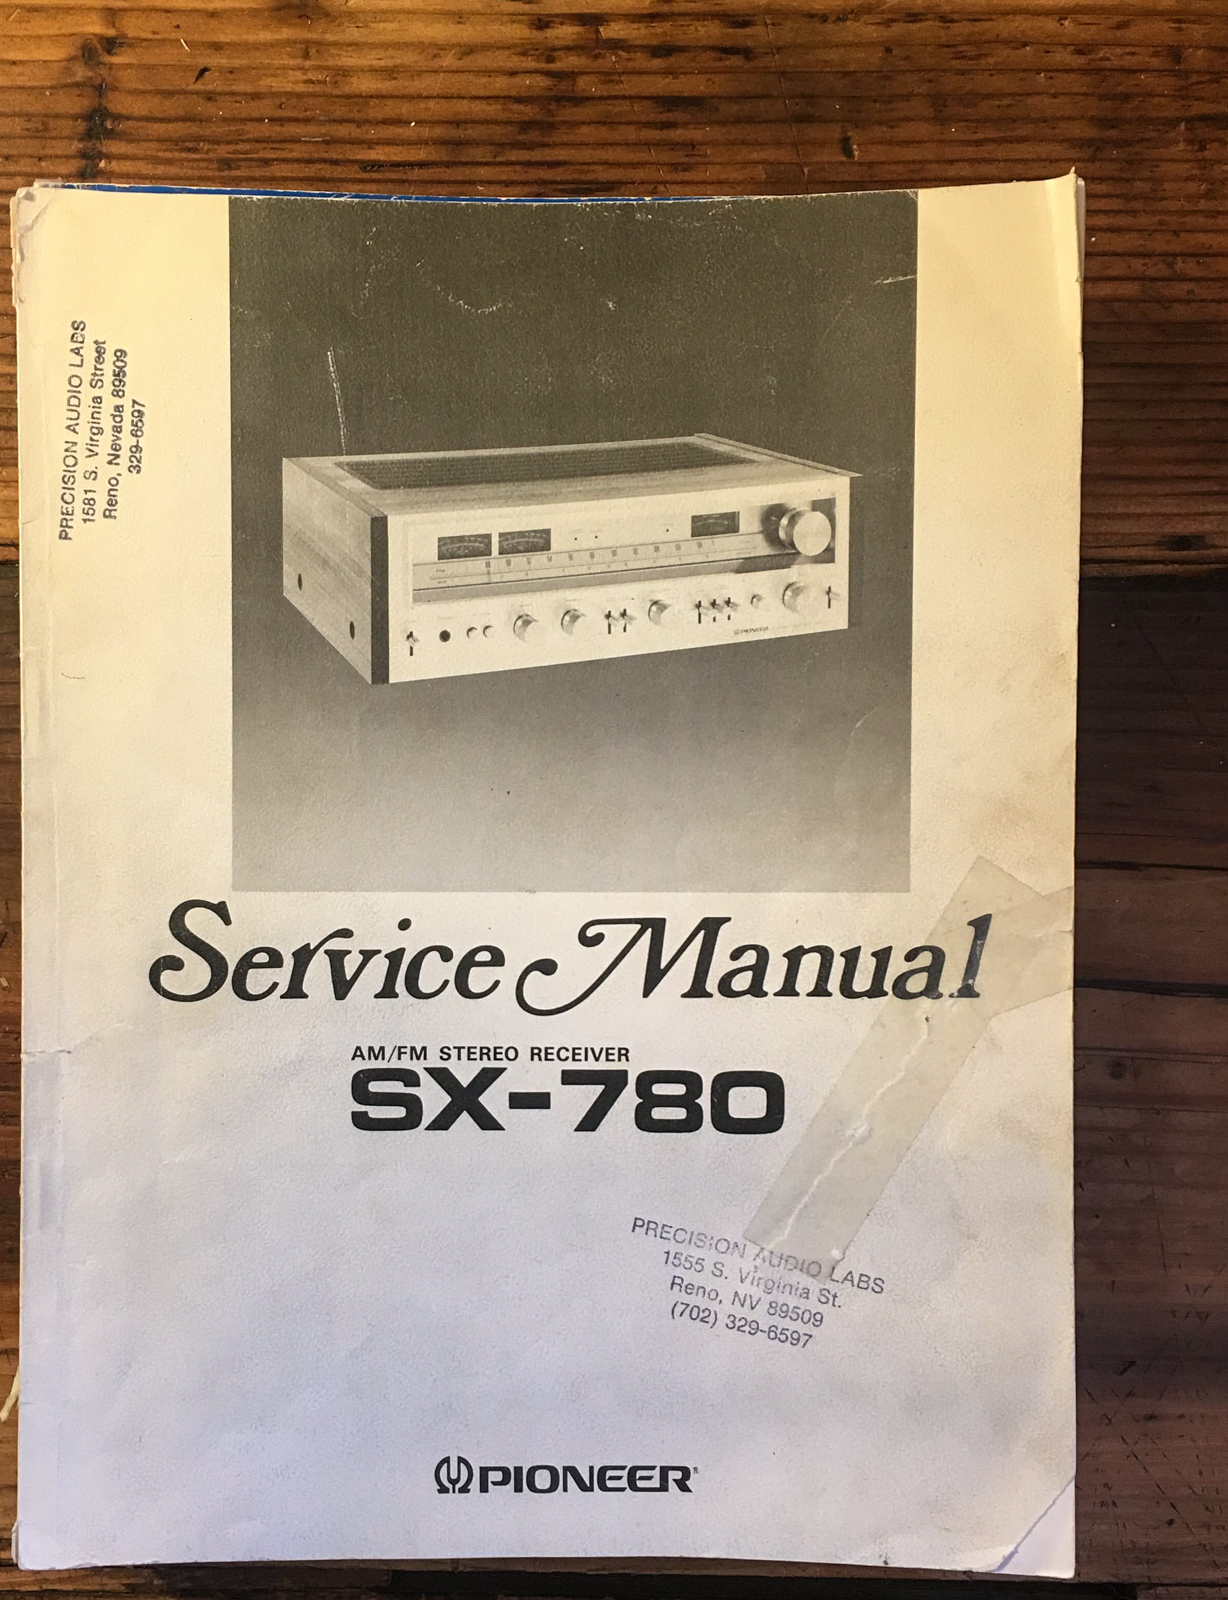 PRECISION AUDIO LABS
1581 S. Virginia Street
Reno, Nevada 89509
329-6597
PIONEER
Service Manual
AM/FM STEREO RECEIVER
SX-780
PRECISION AUDIO LABS
1555 S. Virginia St.
Reno, NV 89509
(702) 329-6597
PIONEER®